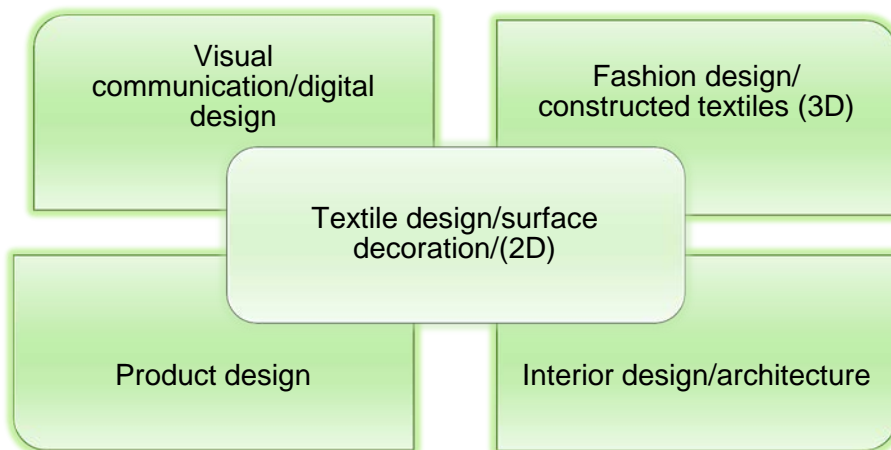 Visual
communication/digital
design
Fashion design/
constructed textiles (3D)
Textile design/surface
decoration/(2D)
Product design
Interior design/architecture